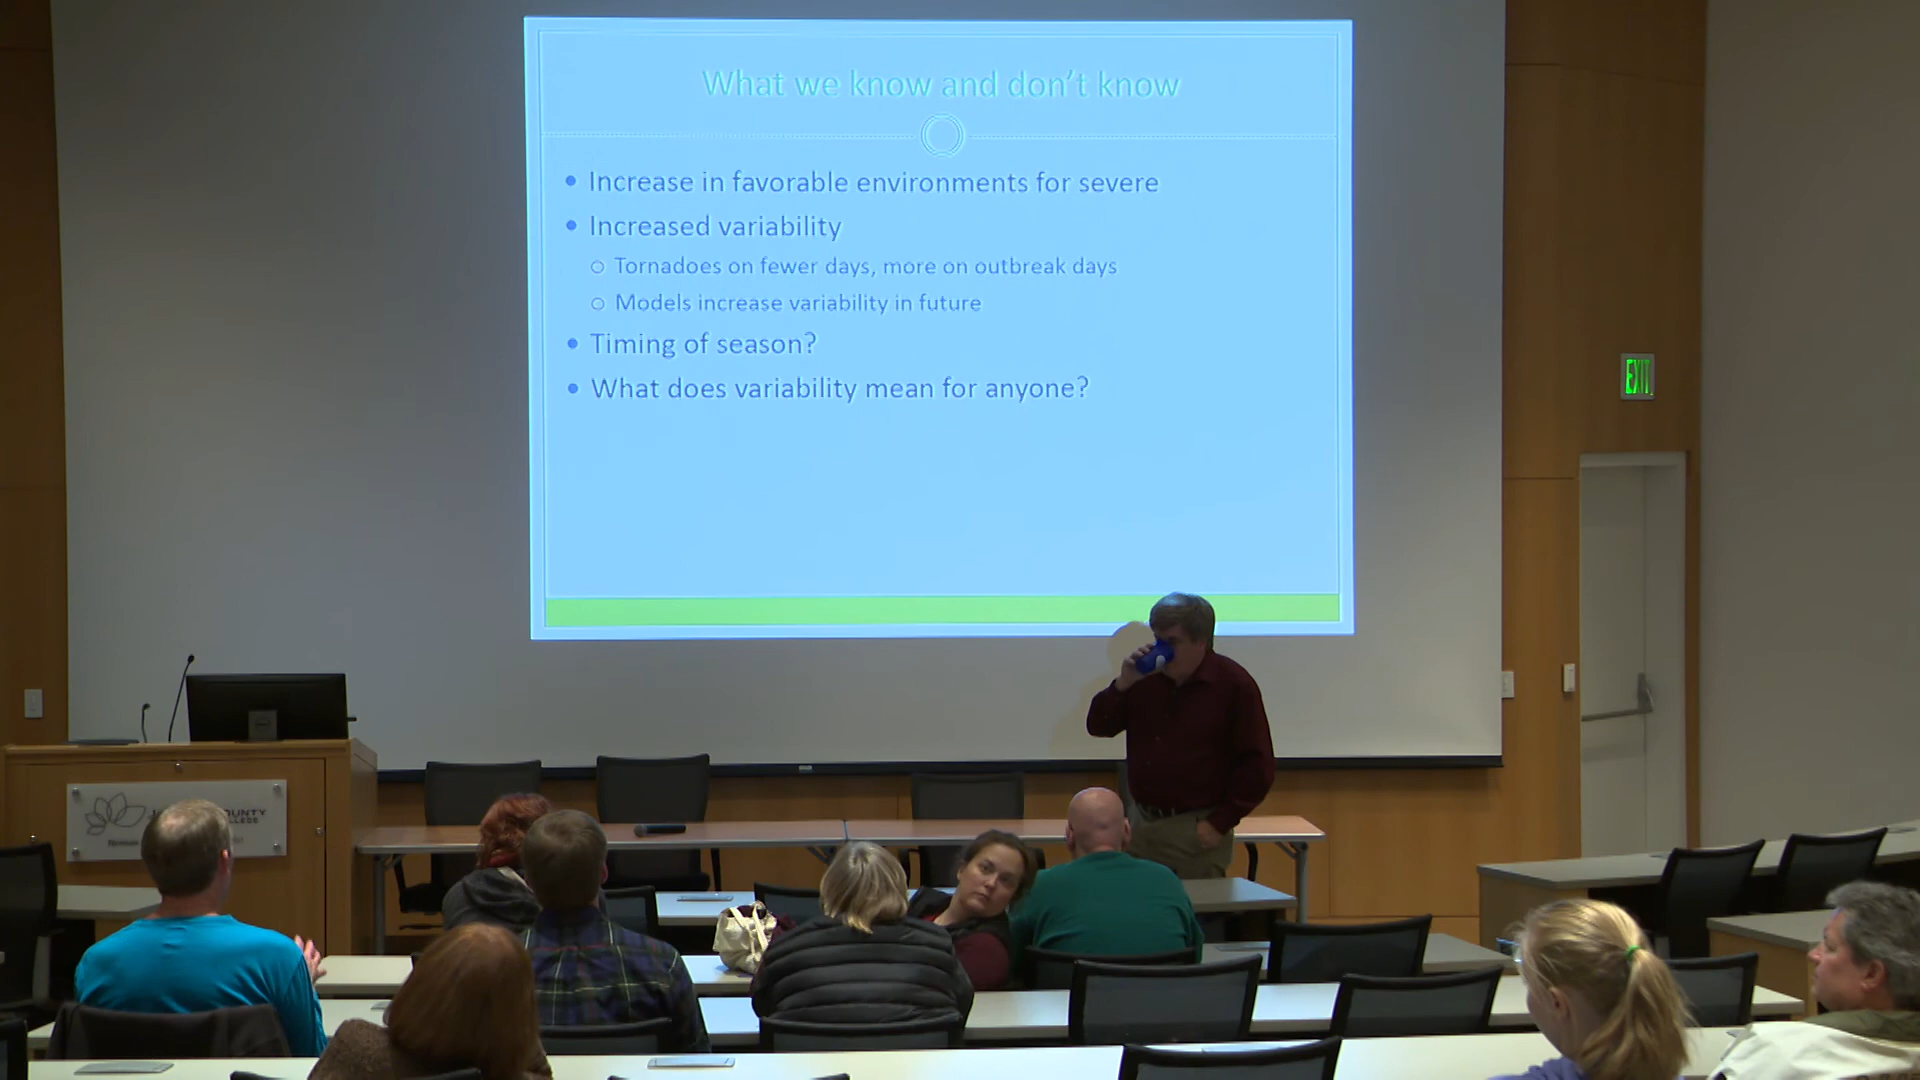 What we know and don't know
• Increase in favorable environments for severe
• Increased variability
○ Tornadoes on fewer days, more on outbreak days
○ Models increase variability in future
• Timing of season?
• What does variability mean for anyone?
EXIT